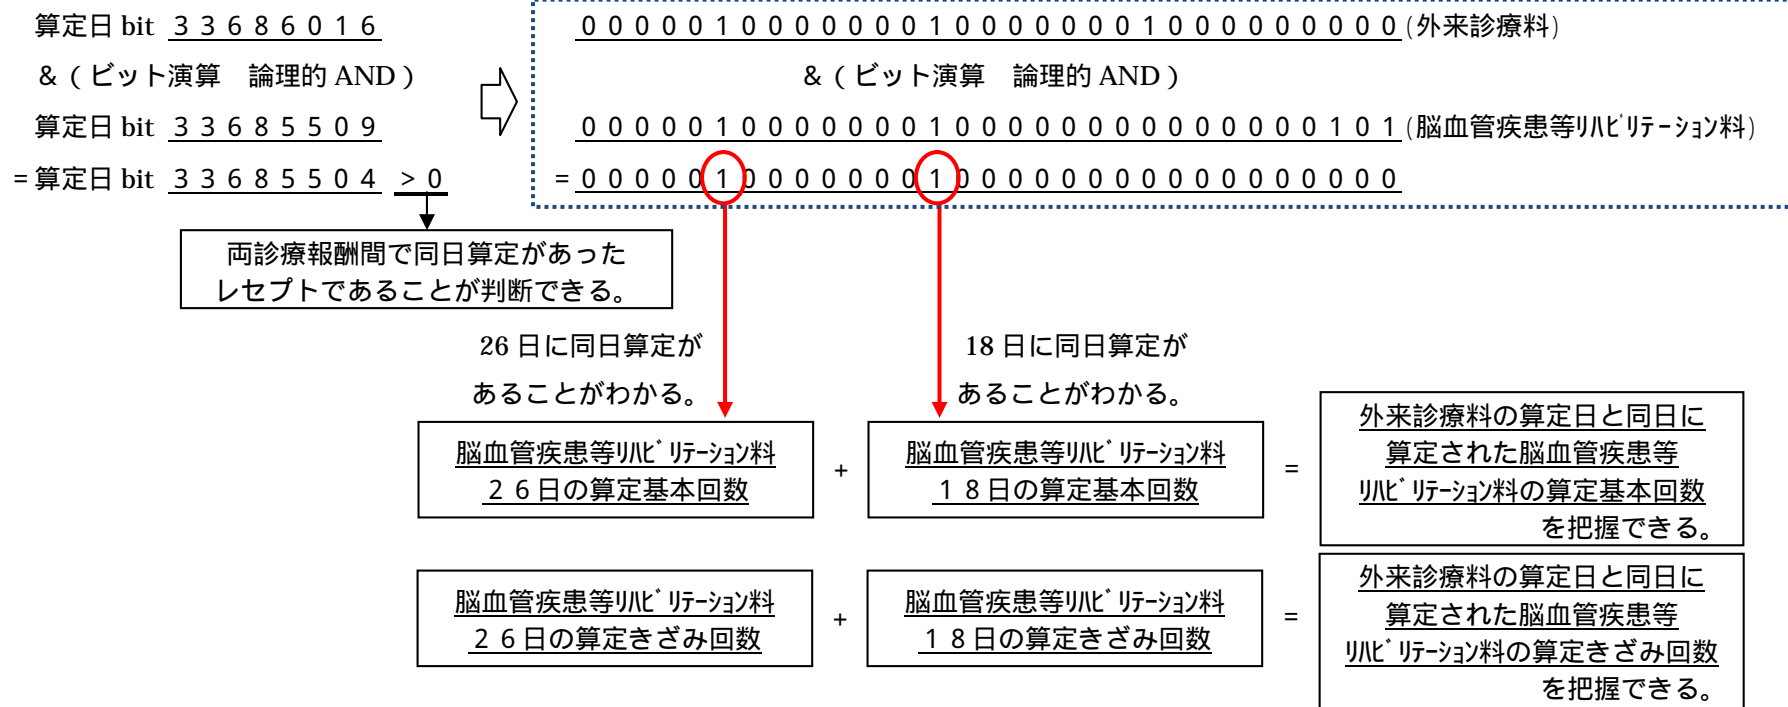 算定日 bit ３３６８６０１６
０００００１０００００００１０００００００１０００００００００(外来診療料)
&（ビット演算　論理的 AND）
&（ビット演算　論理的 AND）
算定日 bit ３３６８５５０９
０００００１０００００００１００００００００００００００１０１(脳血管疾患等ﾘﾊﾋﾞﾘﾃｰｼｮﾝ料)
=算定日 bit ３３６８５５０４ ＞０
=０００００１０００００００１０００００００００００００００００
両診療報酬間で同日算定があった
レセプトであることが判断できる。
26 日に同日算定が
あることがわかる。
18 日に同日算定が
あることがわかる。
脳血管疾患等ﾘﾊﾋﾞﾘﾃｰｼｮﾝ料
２６日の算定基本回数
+
脳血管疾患等ﾘﾊﾋﾞﾘﾃｰｼｮﾝ料
１８日の算定基本回数
=
外来診療料の算定日と同日に
算定された脳血管疾患等
ﾘﾊﾋﾞﾘﾃｰｼｮﾝ料の算定基本回数
を把握できる。
脳血管疾患等ﾘﾊﾋﾞﾘﾃｰｼｮﾝ料
２６日の算定きざみ回数
+
脳血管疾患等ﾘﾊﾋﾞﾘﾃｰｼｮﾝ料
１８日の算定きざみ回数
=
外来診療料の算定日と同日に
算定された脳血管疾患等
ﾘﾊﾋﾞﾘﾃｰｼｮﾝ料の算定きざみ回数
を把握できる。